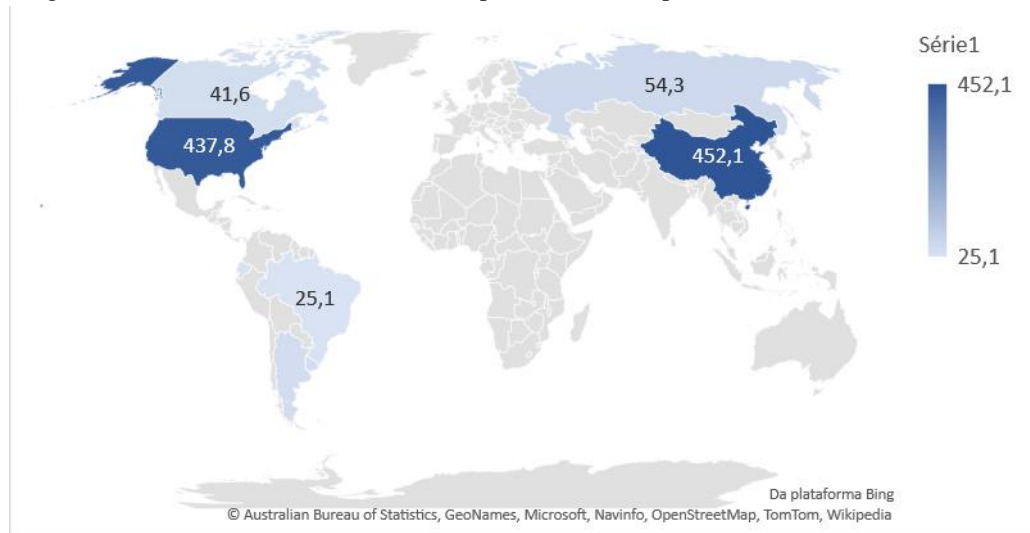 Série1
452,1
25,1
41,6
54,3
437,8
452,1
25,1
Da plataforma Bing
© Australian Bureau of Statistics, GeoNames, Microsoft, Navinfo, OpenStreetMap, TomTom, Wikipedia